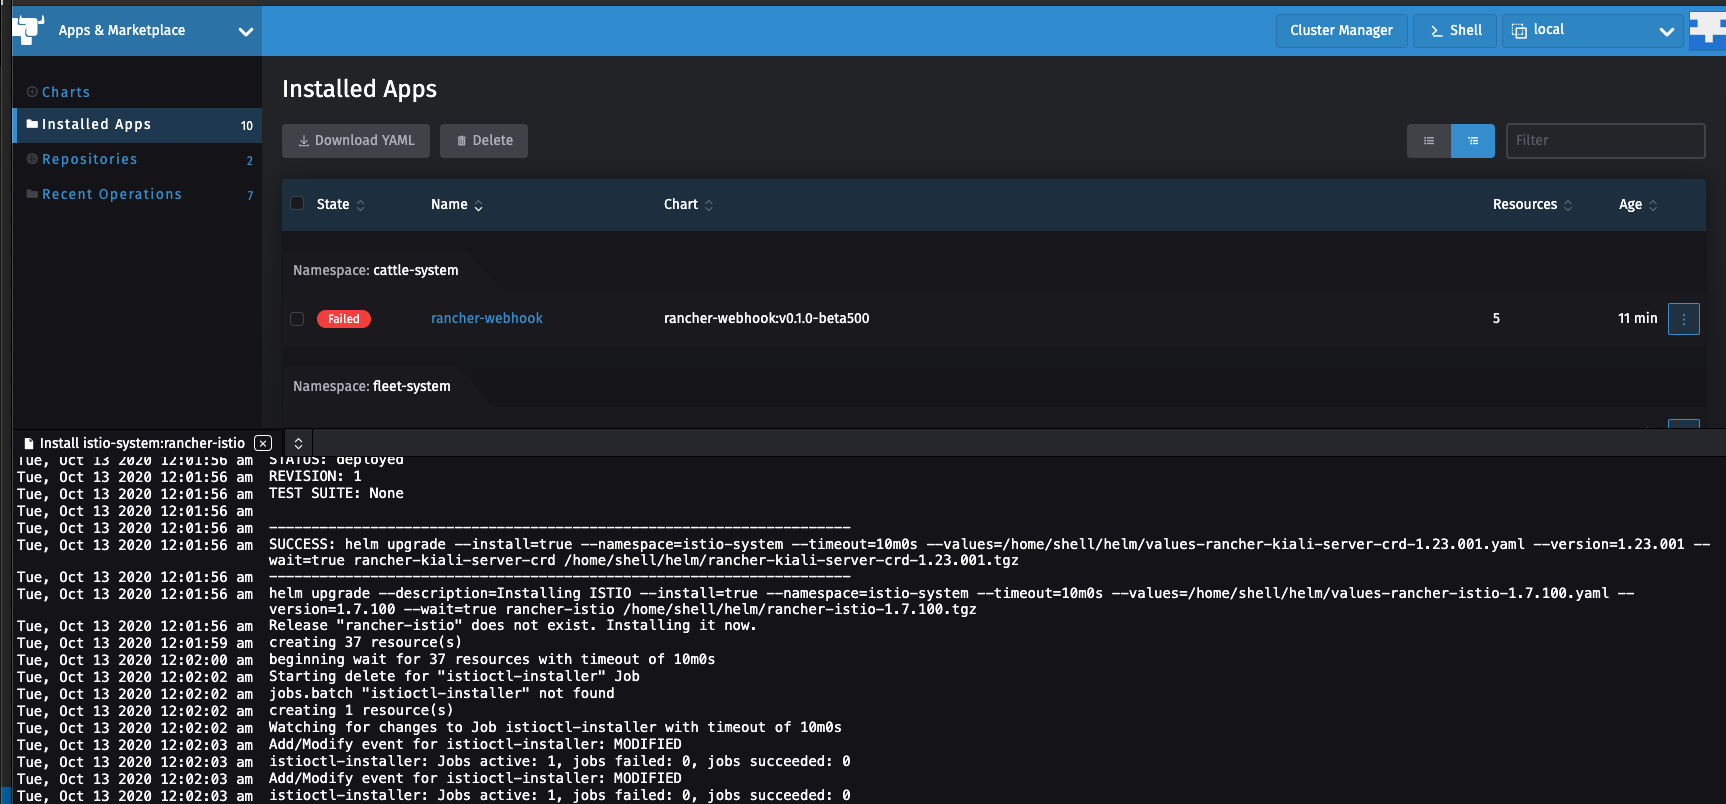 Apps & Marketplace
Cluster Manager
Shell
local
Charts
Installed Apps 10
Repositories 2
Recent Operations 7
Installed Apps
Download YAML
Delete
Filter
State Name Chart Resources Age
Namespace: cattle-system
Failed rancher-webhook rancher-webhook:v0.1.0-beta500 5 11 min
Namespace: fleet-system
Install istio-system:rancher-istio
Tue, Oct 13 2020 12:01:56 am STATUS: deployed
Tue, Oct 13 2020 12:01:56 am REVISION: 1
Tue, Oct 13 2020 12:01:56 am TEST SUITE: None
Tue, Oct 13 2020 12:01:56 am
Tue, Oct 13 2020 12:01:56 am ---------------------------------------------------------------------
Tue, Oct 13 2020 12:01:56 am SUCCESS: helm upgrade --install=true --namespace=istio-system --timeout=10m0s --values=/home/shell/helm/values-rancher-kiali-server-crd-1.23.001.yaml --version=1.23.001 --
wait=true rancher-kiali-server-crd /home/shell/helm/rancher-kiali-server-crd-1.23.001.tgz
Tue, Oct 13 2020 12:01:56 am ---------------------------------------------------------------------
Tue, Oct 13 2020 12:01:56 am helm upgrade --description=Installing ISTIO --install=true --namespace=istio-system --timeout=10m0s --values=/home/shell/helm/values-rancher-istio-1.7.100.yaml --
version=1.7.100 --wait=true rancher-istio /home/shell/helm/rancher-istio-1.7.100.tgz
Tue, Oct 13 2020 12:01:56 am Release "rancher-istio" does not exist. Installing it now.
Tue, Oct 13 2020 12:01:59 am creating 37 resource(s)
Tue, Oct 13 2020 12:02:00 am beginning wait for 37 resources with timeout of 10m0s
Tue, Oct 13 2020 12:02:02 am Starting delete for "istioctl-installer" Job
Tue, Oct 13 2020 12:02:02 am jobs.batch "istioctl-installer" not found
Tue, Oct 13 2020 12:02:02 am creating 1 resource(s)
Tue, Oct 13 2020 12:02:02 am Watching for changes to Job istioctl-installer with timeout of 10m0s
Tue, Oct 13 2020 12:02:03 am Add/Modify event for istioctl-installer: MODIFIED
Tue, Oct 13 2020 12:02:03 am istioctl-installer: Jobs active: 1, jobs failed: 0, jobs succeeded: 0
Tue, Oct 13 2020 12:02:03 am Add/Modify event for istioctl-installer: MODIFIED
Tue, Oct 13 2020 12:02:03 am istioctl-installer: Jobs active: 1, jobs failed: 0, jobs succeeded: 0